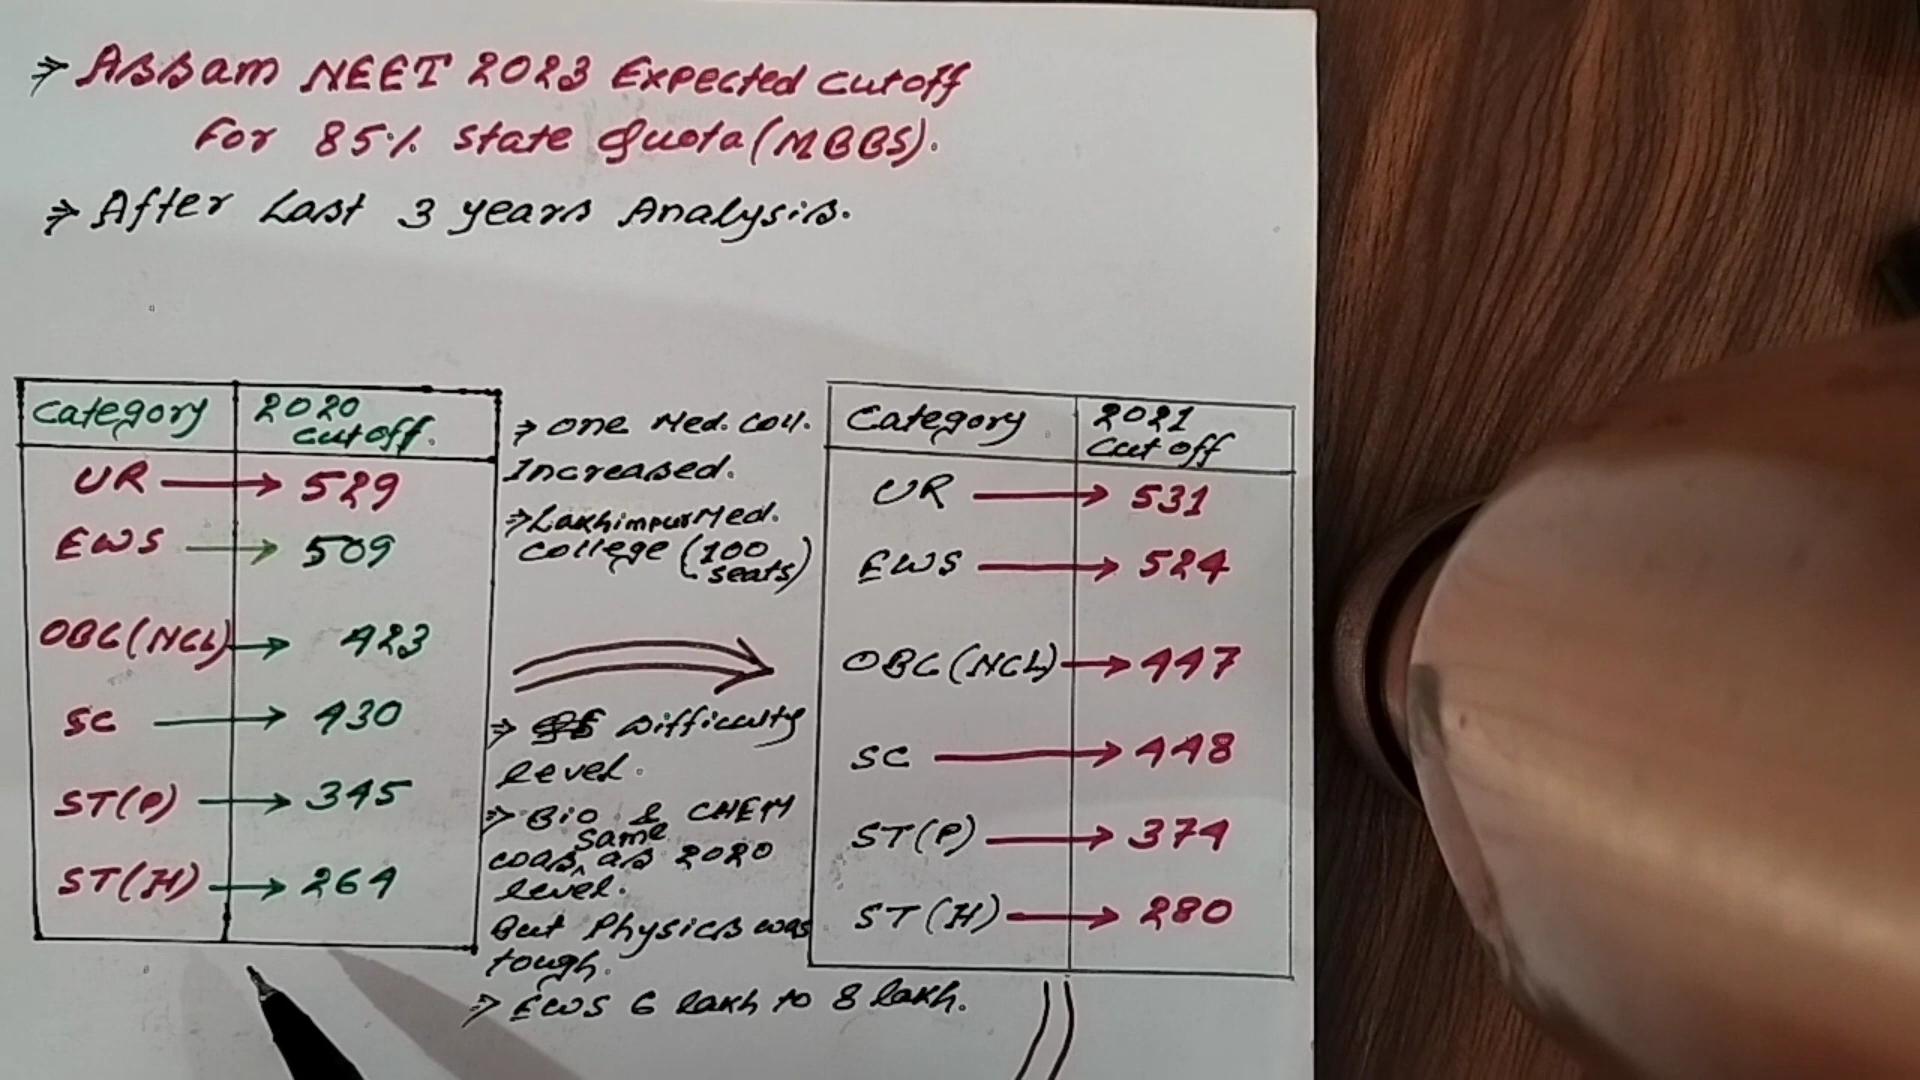 ⇒ Assam NEET 2023 Expected cutoff
For 85% state Quota (MBBS).
⇒ After Last 3 years Analysis.
Category 2020 cutoff.
UR → 529
EWS → 509
OBC(NCL) → 423
SC → 430
ST(P) → 345
ST(H) → 264
⇒ One Med. Coll.
Increased.
⇒ Lakhimpur Med.
College (100 seats)
⇒ Difficulty
level.
⇒ Bio & CHEM
was same as 2020
level.
But Physics was
tough.
⇒ EWS 6 lakh to 8 lakh.
Category 2021 Cut off
UR → 531
EWS → 524
OBC(NCL) → 447
SC → 448
ST(P) → 374
ST(H) → 280